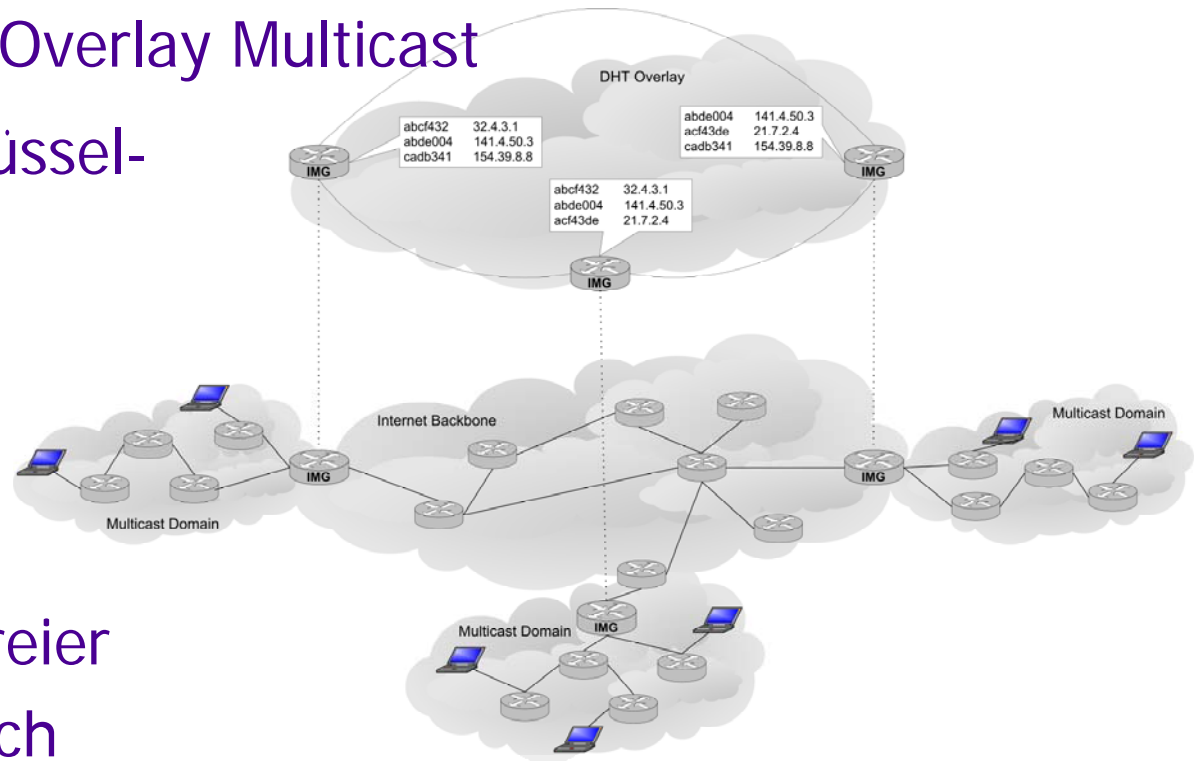 Overlay Multicast
DHT Overlay
üssel-
abcf432 32.4.3.1
abde004 141.4.50.3
cadb341 154.39.8.8
abde004 141.4.50.3
acf43de 21.7.2.4
cadb341 154.39.8.8
IMG
IMG
abcf432 32.4.3.1
abde004 141.4.50.3
acf43de 21.7.2.4
IMG
Internet Backbone
Multicast Domain
IMG
IMG
Multicast Domain
reier
Multicast Domain
IMG
ch